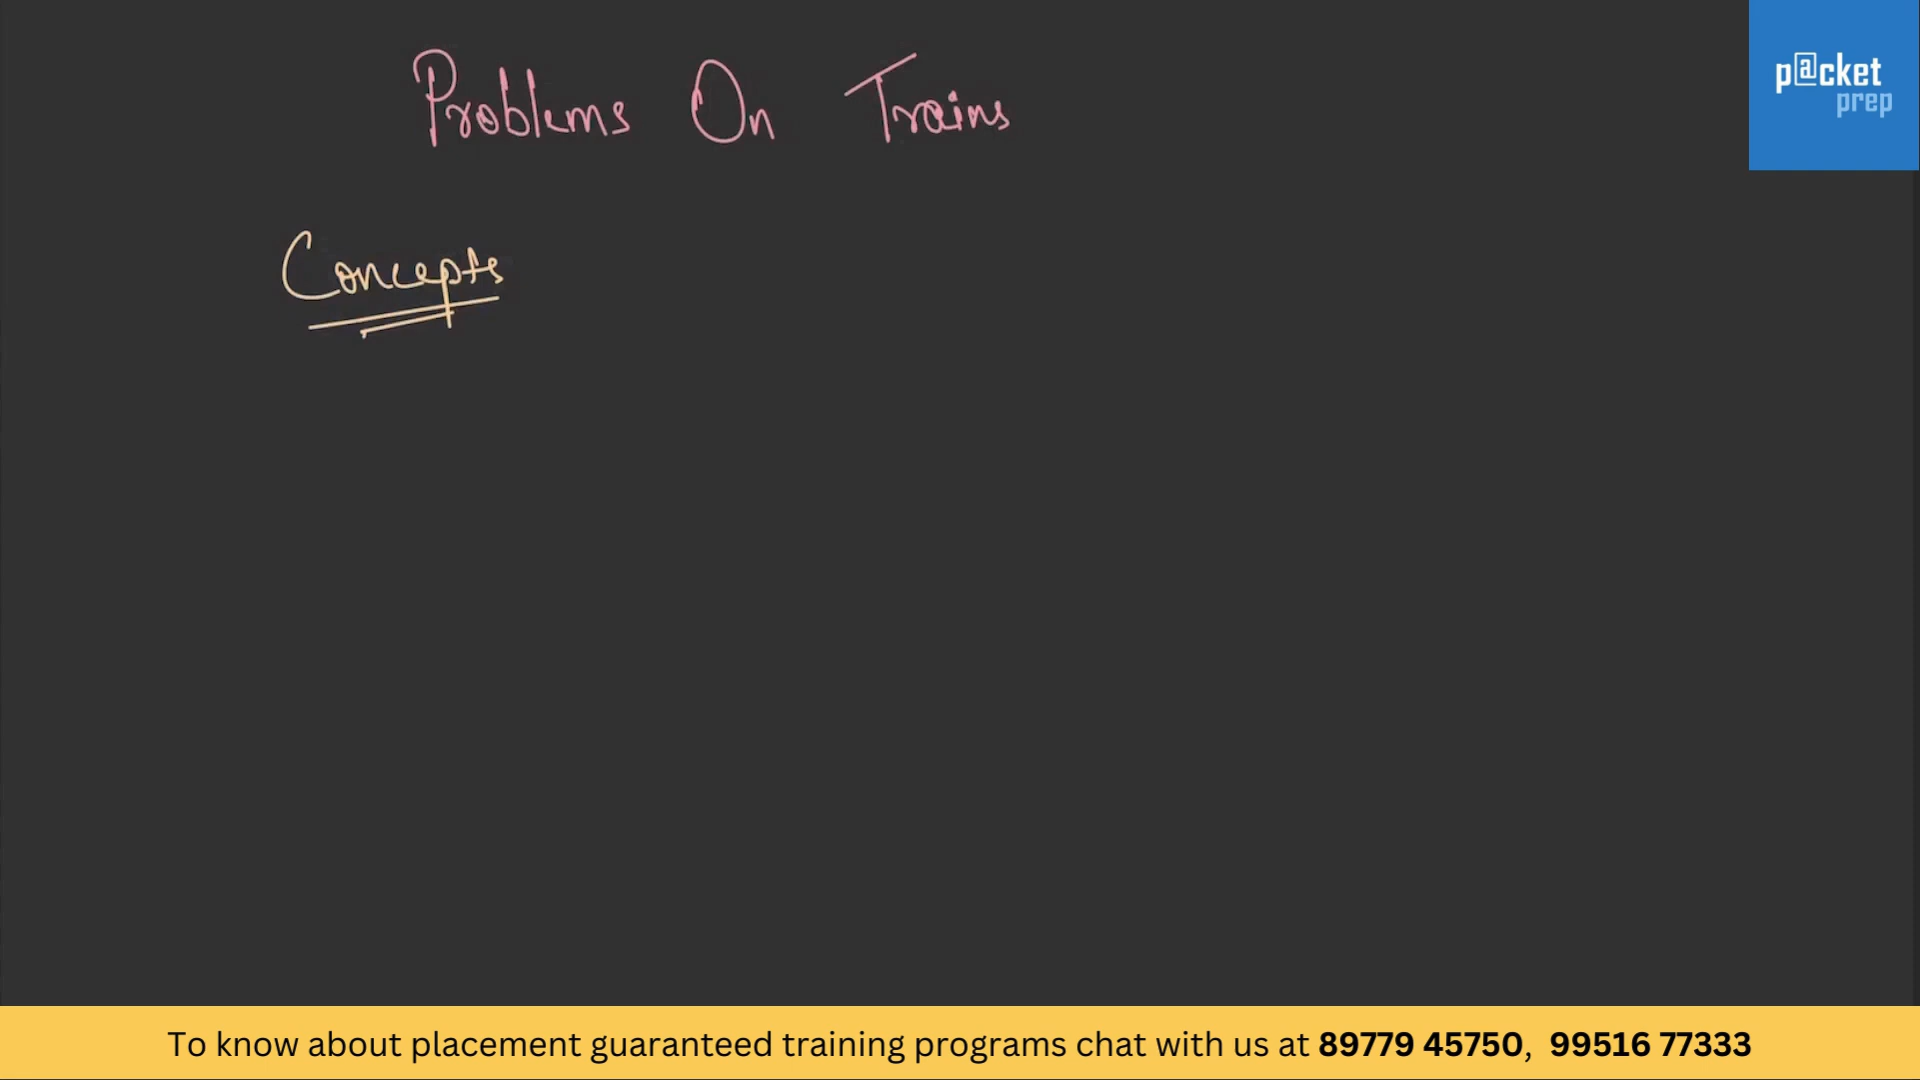 Problems On Trains
p@cket
prep
Concepts
To know about placement guaranteed training programs chat with us at 89779 45750, 99516 77333